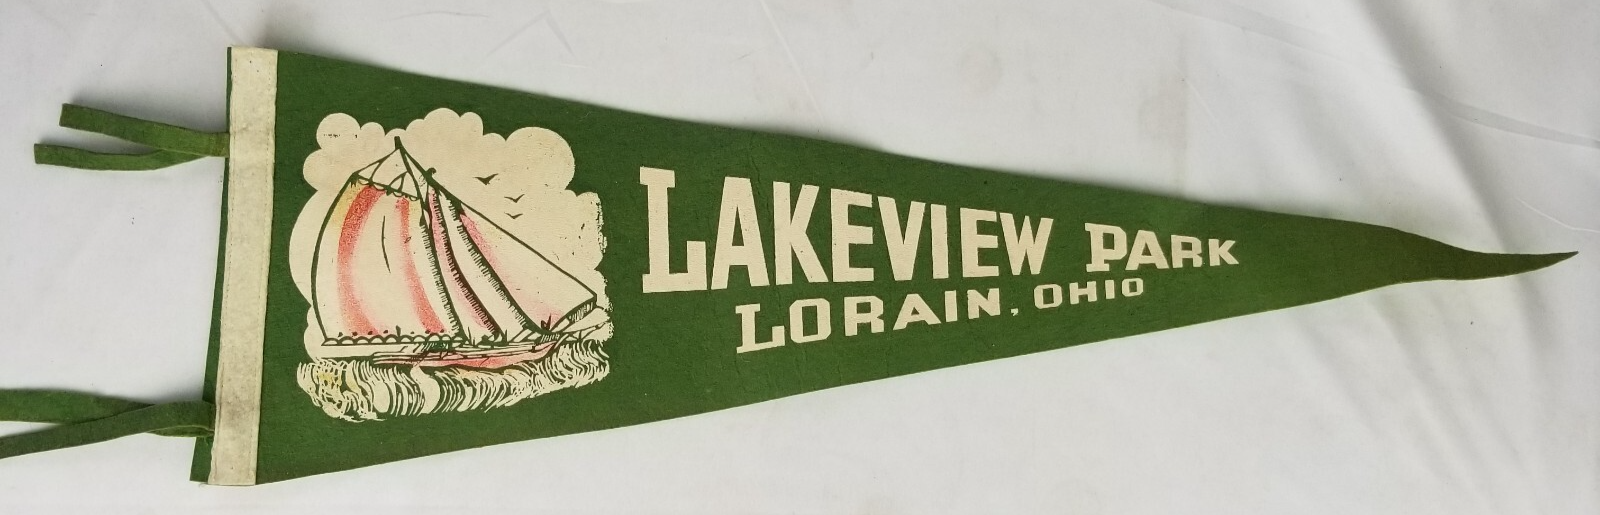 LAKEVIEW PARK
LORAIN, OHIO